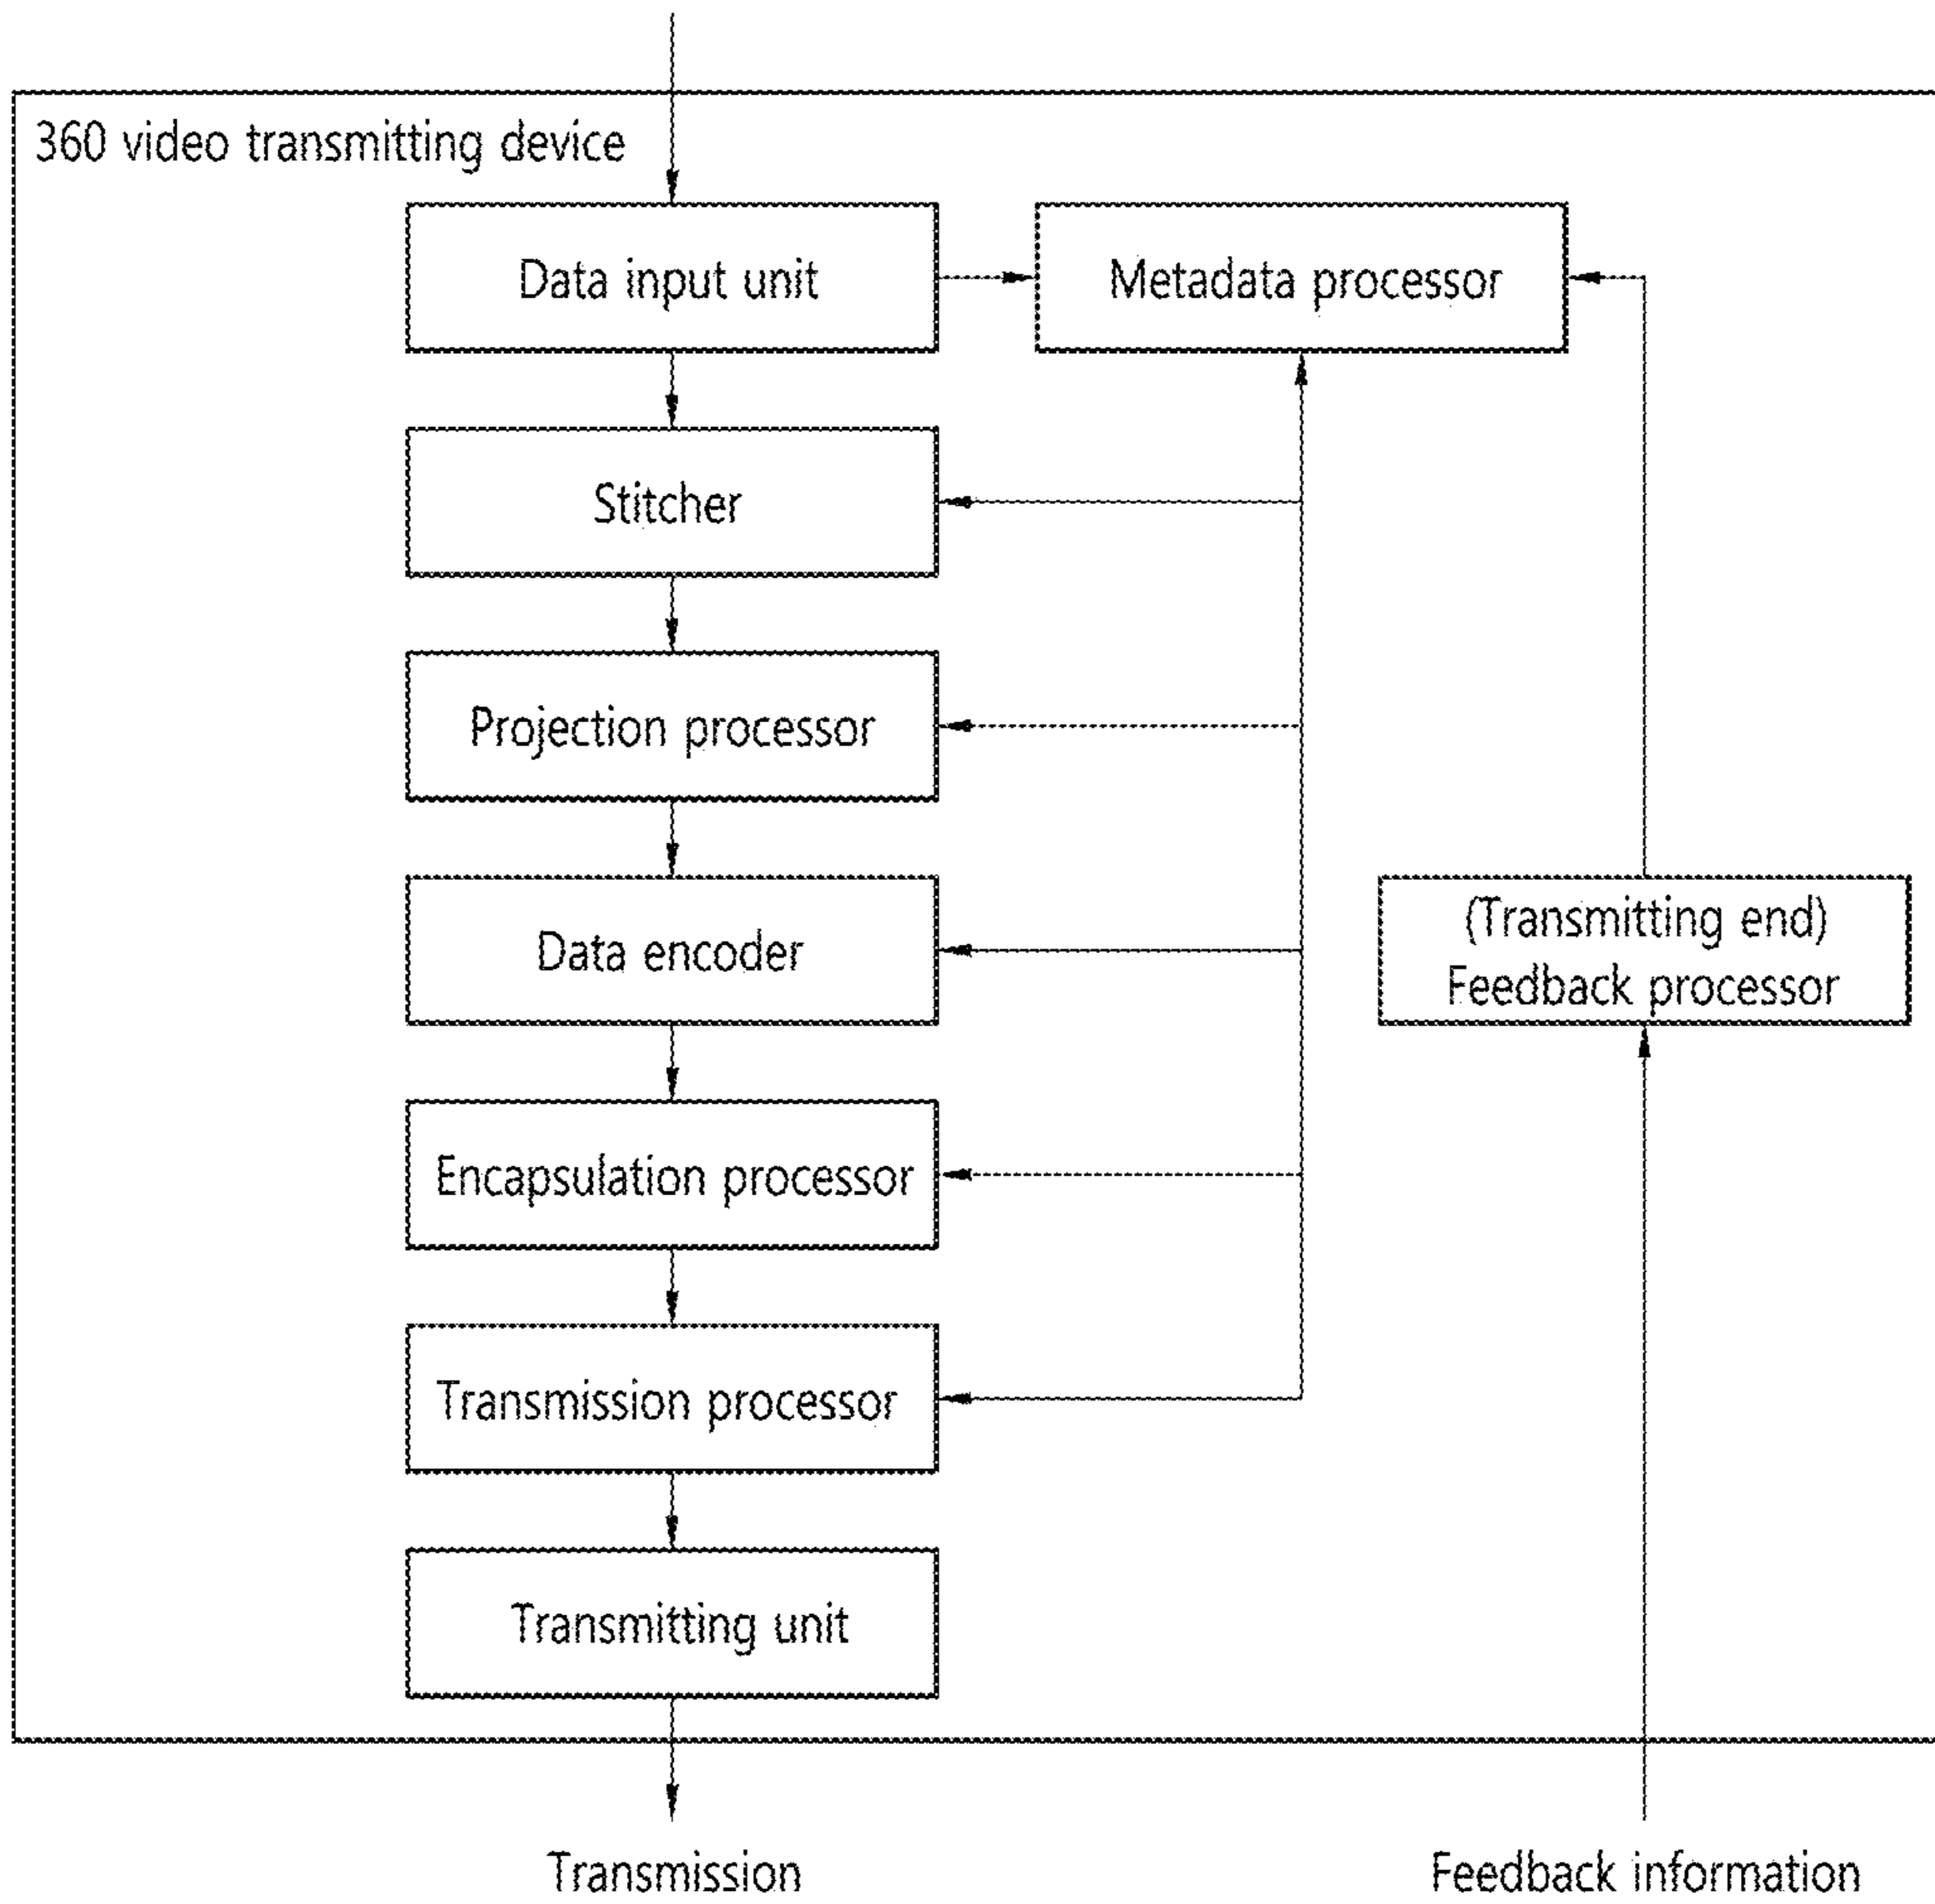 360 video transmitting device
Data input unit
Metadata processor
Stitcher
Projection processor
Data encoder
(Transmitting end)
Feedback processor
Encapsulation processor
Transmission processor
Transmitting unit
Transmission
Feedback information